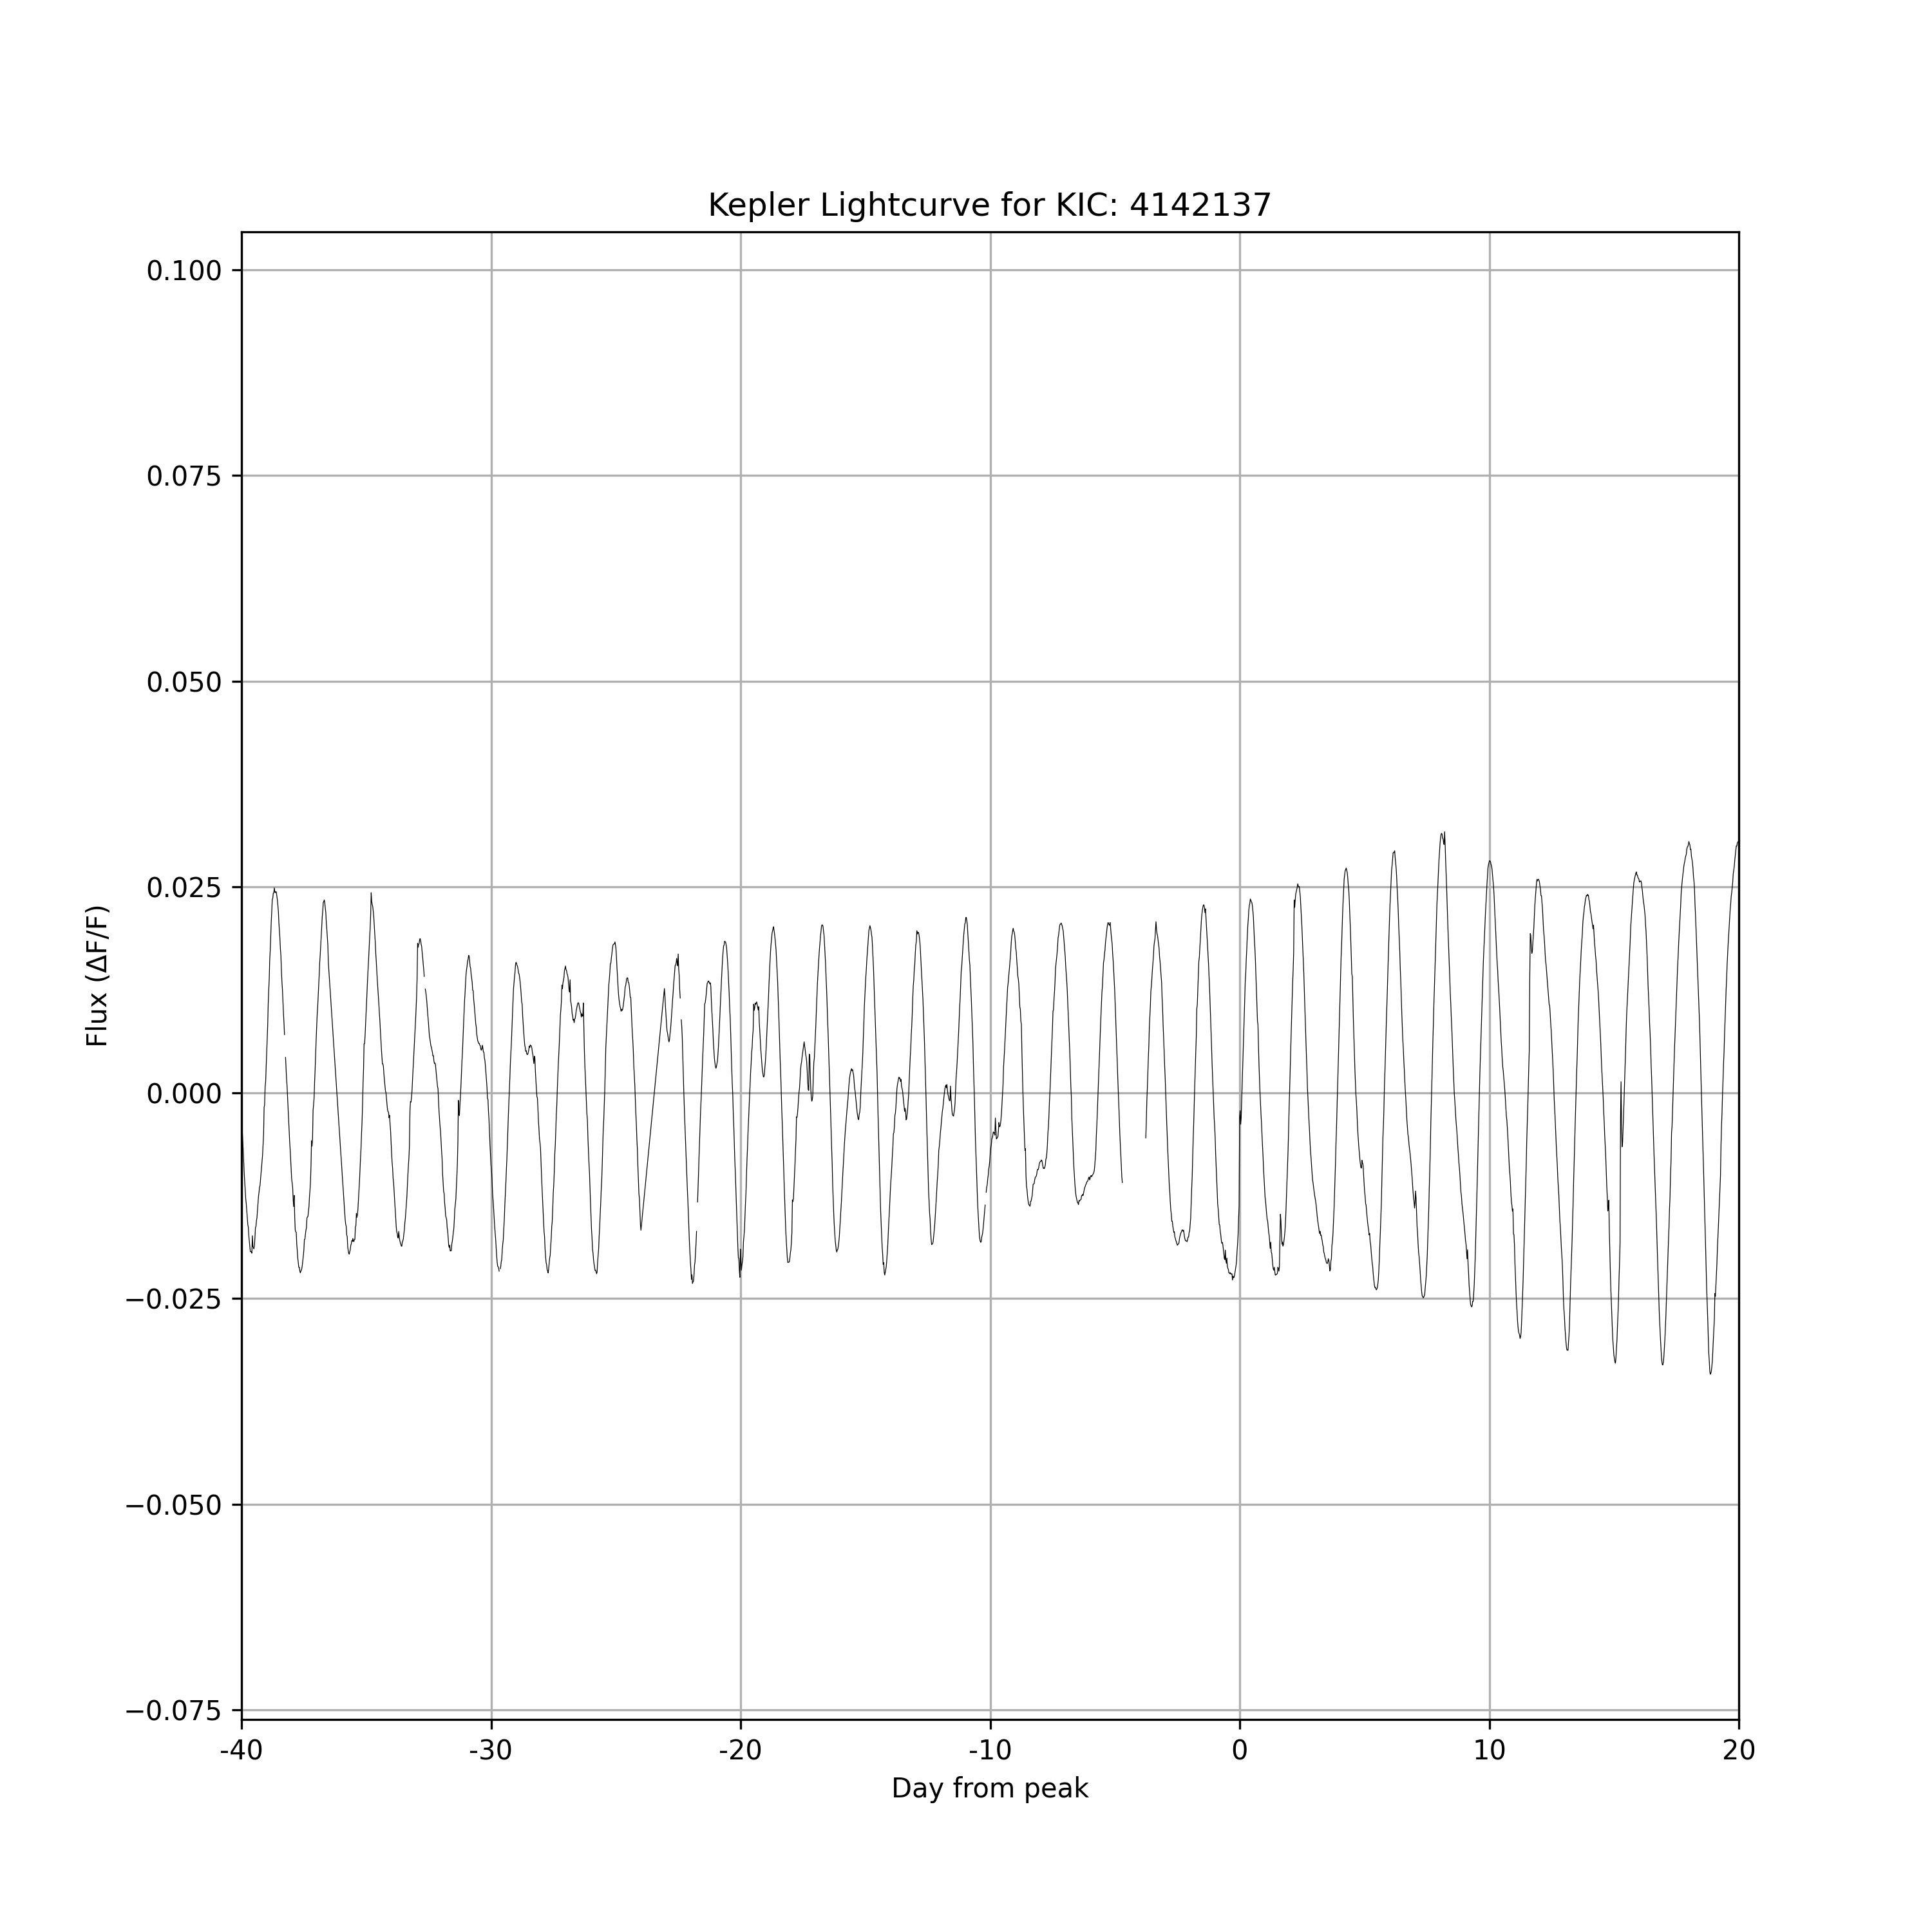 Kepler Lightcurve for KIC: 4142137
0.100
0.075
0.050
0.025
0.000
−0.025
−0.050
−0.075
Flux (ΔF/F)
-40 -30 -20 -10 0 10 20
Day from peak